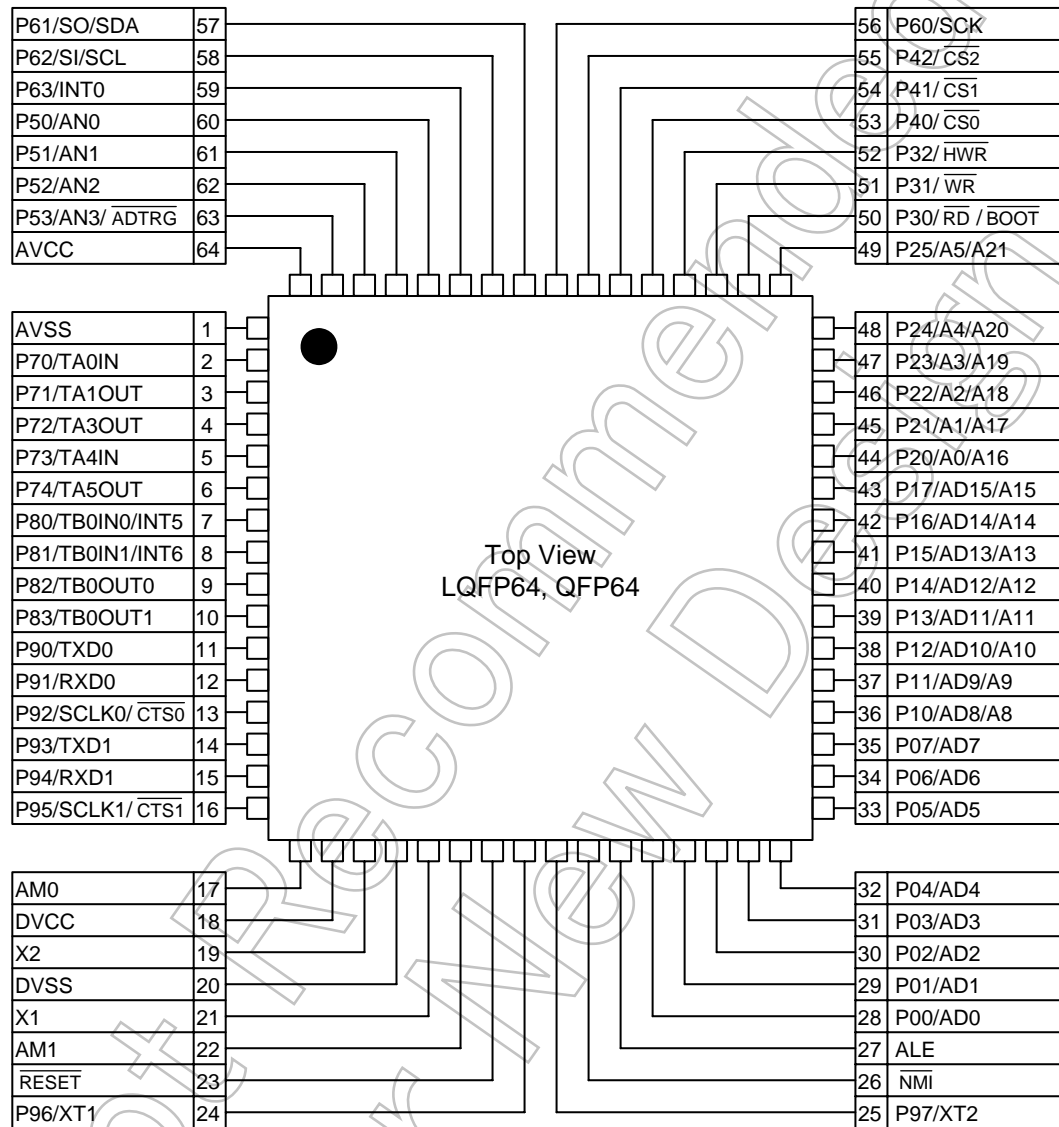 P61/SO/SDA 57
P62/SI/SCL 58
P63/INT0 59
P50/AN0 60
P51/AN1 61
P52/AN2 62
P53/AN3/ ADTRG 63
AVCC 64
56 P60/SCK
55 P42/ CS2
54 P41/ CS1
53 P40/ CS0
52 P32/ HWR
51 P31/ WR
50 P30/ RD / BOOT
49 P25/A5/A21
AVSS 1
P70/TA0IN 2
P71/TA1OUT 3
P72/TA3OUT 4
P73/TA4IN 5
P74/TA5OUT 6
P80/TB0IN0/INT5 7
P81/TB0IN1/INT6 8
P82/TB0OUT0 9
P83/TB0OUT1 10
P90/TXD0 11
P91/RXD0 12
P92/SCLK0/ CTS0 13
P93/TXD1 14
P94/RXD1 15
P95/SCLK1/ CTS1 16
Top View
LQFP64, QFP64
48 P24/A4/A20
47 P23/A3/A19
46 P22/A2/A18
45 P21/A1/A17
44 P20/A0/A16
43 P17/AD15/A15
42 P16/AD14/A14
41 P15/AD13/A13
40 P14/AD12/A12
39 P13/AD11/A11
38 P12/AD10/A10
37 P11/AD9/A9
36 P10/AD8/A8
35 P07/AD7
34 P06/AD6
33 P05/AD5
AM0 17
DVCC 18
X2 19
DVSS 20
X1 21
AM1 22
RESET 23
P96/XT1 24
32 P04/AD4
31 P03/AD3
30 P02/AD2
29 P01/AD1
28 P00/AD0
27 ALE
26 NMI
25 P97/XT2
ot Recommended
r New Design